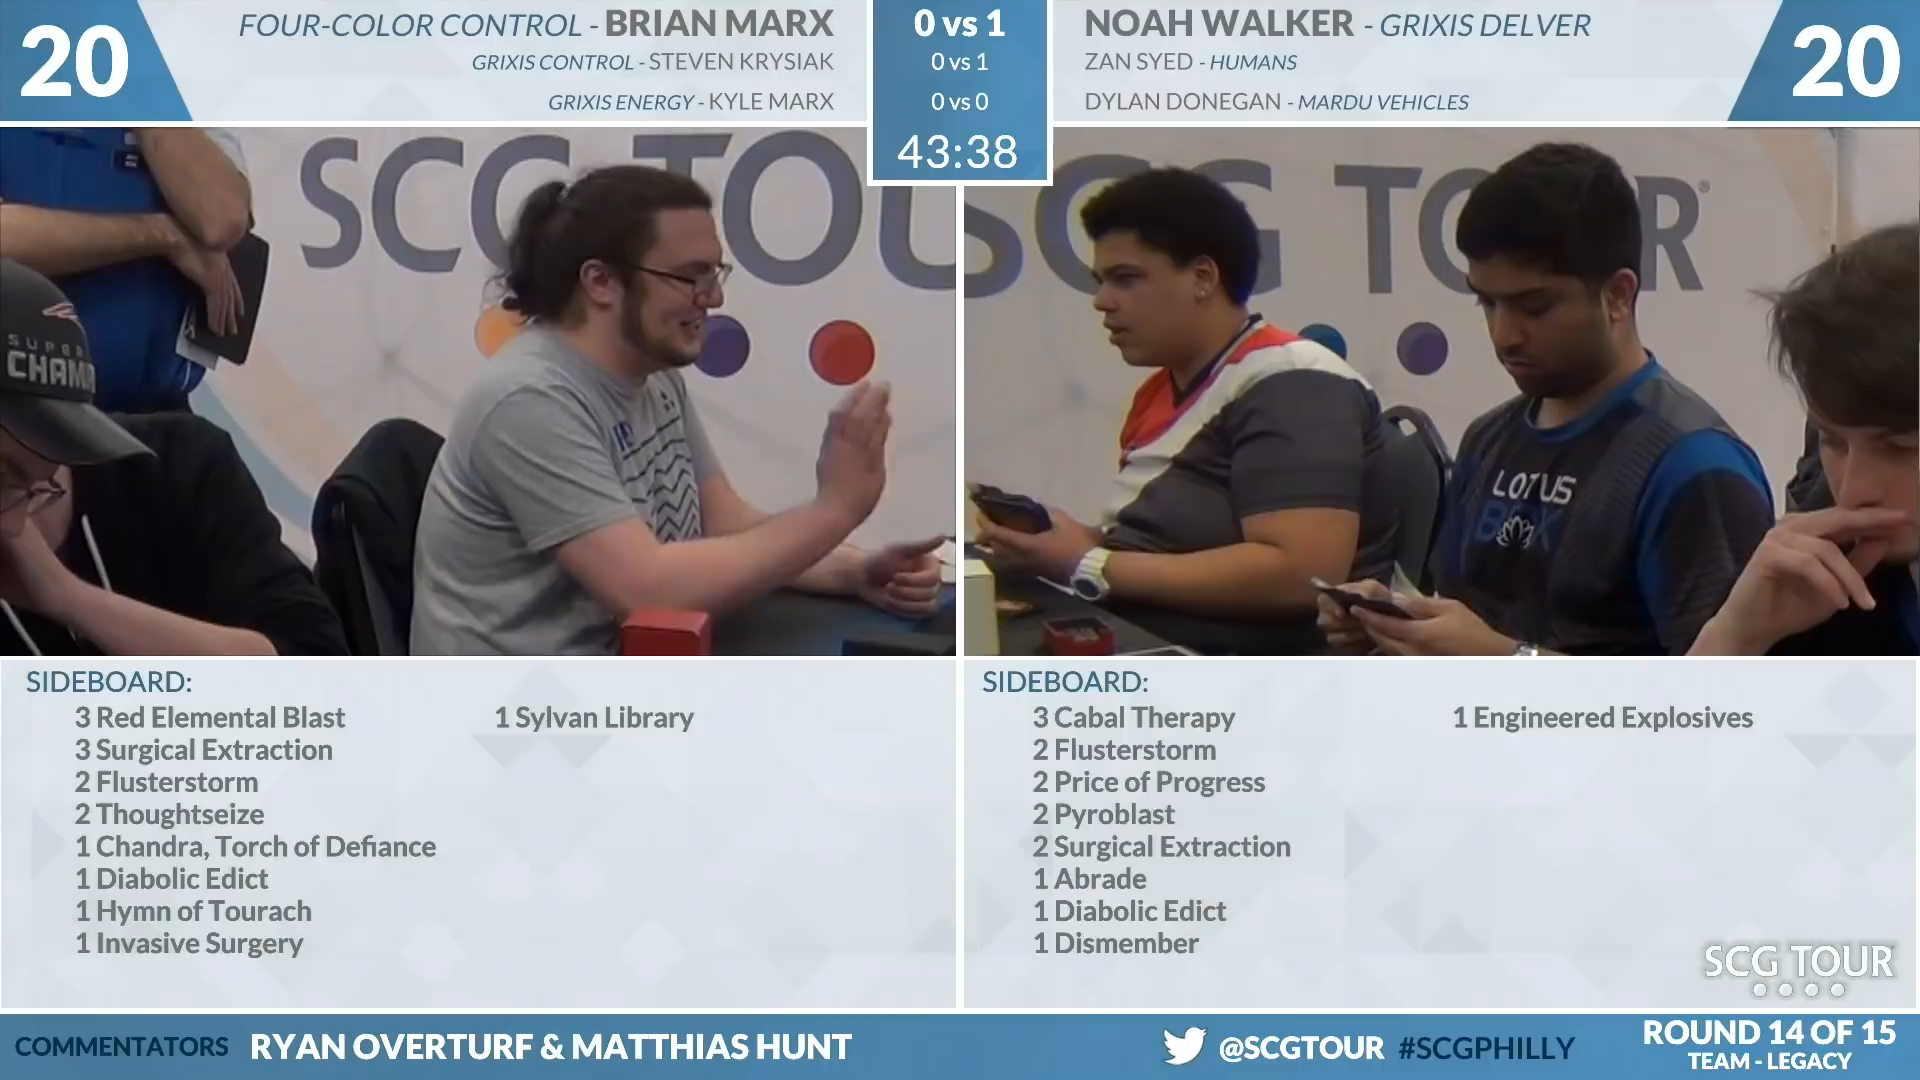 20
FOUR-COLOR CONTROL - BRIAN MARX
GRIXIS CONTROL - STEVEN KRYSIAK
GRIXIS ENERGY - KYLE MARX
0 vs 1
0 vs 1
0 vs 0
43:38
NOAH WALKER - GRIXIS DELVER
ZAN SYED - HUMANS
DYLAN DONEGAN - MARDU VEHICLES
20
SCG TOU
SCG TOUR®
SUPER
CHAMP
LOTUS
BOX
SIDEBOARD:
3 Red Elemental Blast
3 Surgical Extraction
2 Flusterstorm
2 Thoughtseize
1 Chandra, Torch of Defiance
1 Diabolic Edict
1 Hymn of Tourach
1 Invasive Surgery
1 Sylvan Library
SIDEBOARD:
3 Cabal Therapy
2 Flusterstorm
2 Price of Progress
2 Pyroblast
2 Surgical Extraction
1 Abrade
1 Diabolic Edict
1 Dismember
1 Engineered Explosives
SCG TOUR
COMMENTATORS RYAN OVERTURF & MATTHIAS HUNT
@SCGTOUR #SCGPHILLY
ROUND 14 OF 15
TEAM - LEGACY